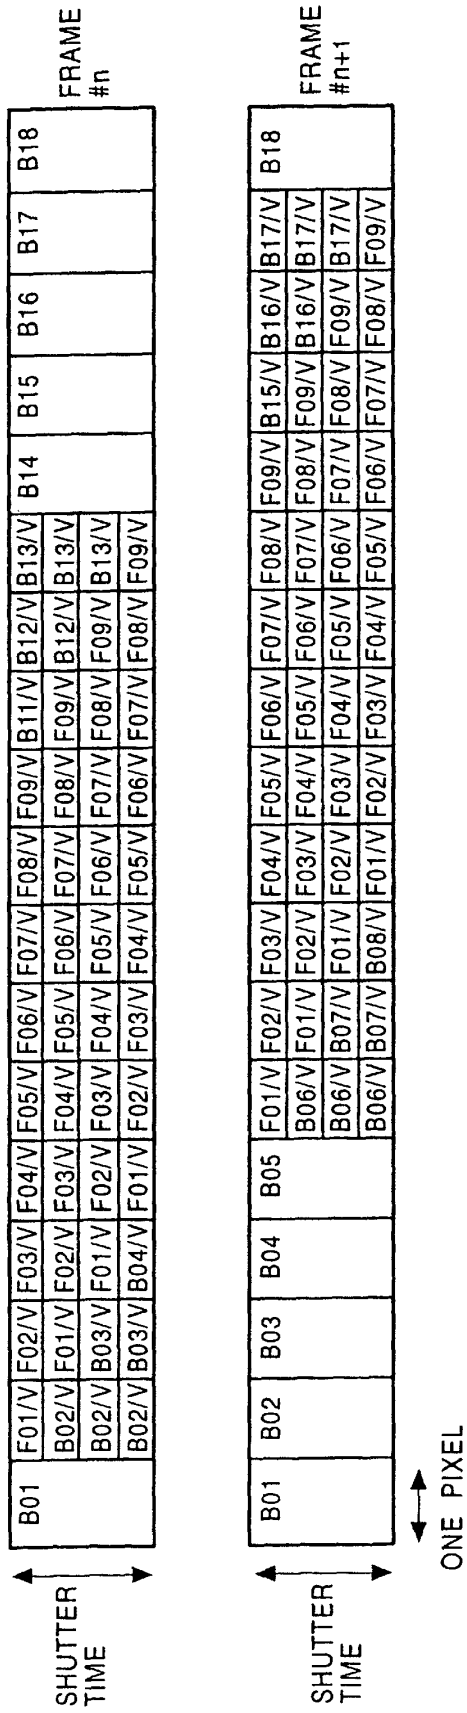 B01 F01/V F02/V F03/V F04/V F05/V F06/V F07/V F08/V F09/V B11/V B12/V B13/V B14 B15 B16 B17 B18
B02/V F01/V F02/V F03/V F04/V F05/V F06/V F07/V F08/V F09/V B12/V B13/V
B02/V B03/V F01/V F02/V F03/V F04/V F05/V F06/V F07/V F08/V F09/V B13/V
B02/V B03/V B04/V F01/V F02/V F03/V F04/V F05/V F06/V F07/V F08/V F09/V
SHUTTER
TIME
FRAME
#n
B01 B02 B03 B04 B05 F01/V F02/V F03/V F04/V F05/V F06/V F07/V F08/V F09/V B15/V B16/V B17/V B18
B06/V F01/V F02/V F03/V F04/V F05/V F06/V F07/V F08/V F09/V B16/V B17/V
B06/V B07/V F01/V F02/V F03/V F04/V F05/V F06/V F07/V F08/V F09/V B17/V
B06/V B07/V B08/V F01/V F02/V F03/V F04/V F05/V F06/V F07/V F08/V F09/V
SHUTTER
TIME
FRAME
#n+1
ONE PIXEL